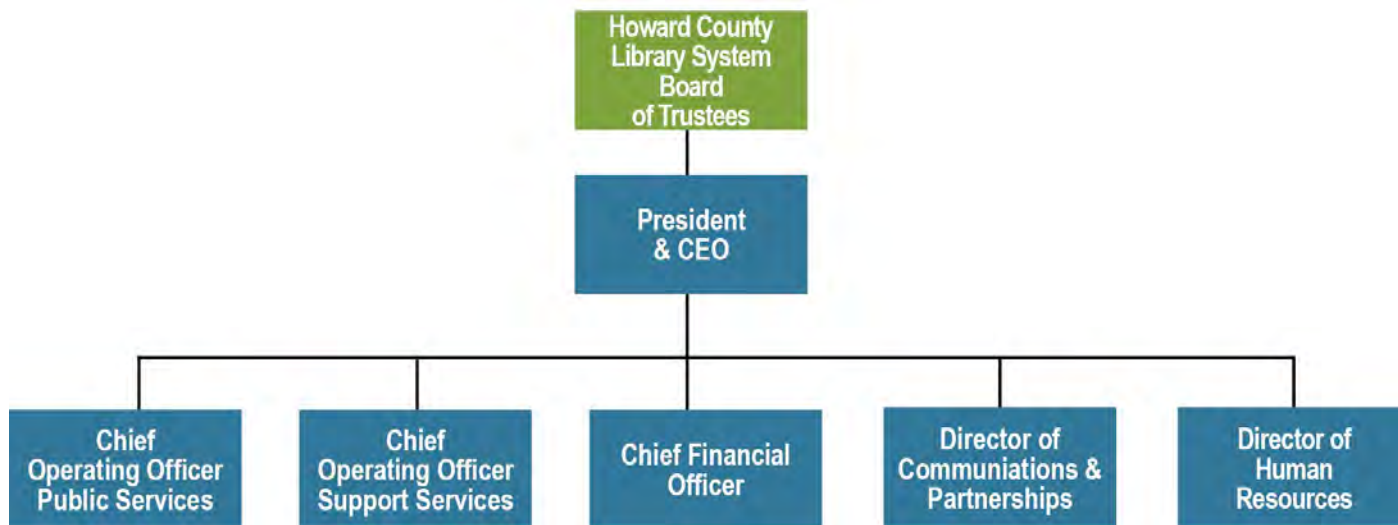 Howard County
Library System
Board
of Trustees
President
& CEO
Chief
Operating Officer
Public Services
Chief
Operating Officer
Support Services
Chief Financial
Officer
Director of
Communiations &
Partnerships
Director of
Human
Resources